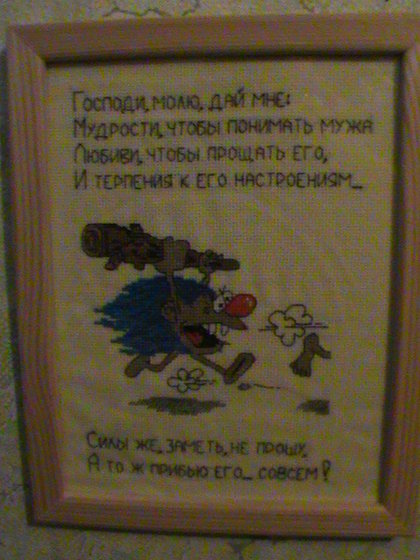 Господи, молю, дай мне:
Мудрости, чтобы понимать мужа
Любиви, чтобы прощать его,
И терпения к его настроениям...
Силы же, заметь, не прошу,
А то ж прибью его... совсем!